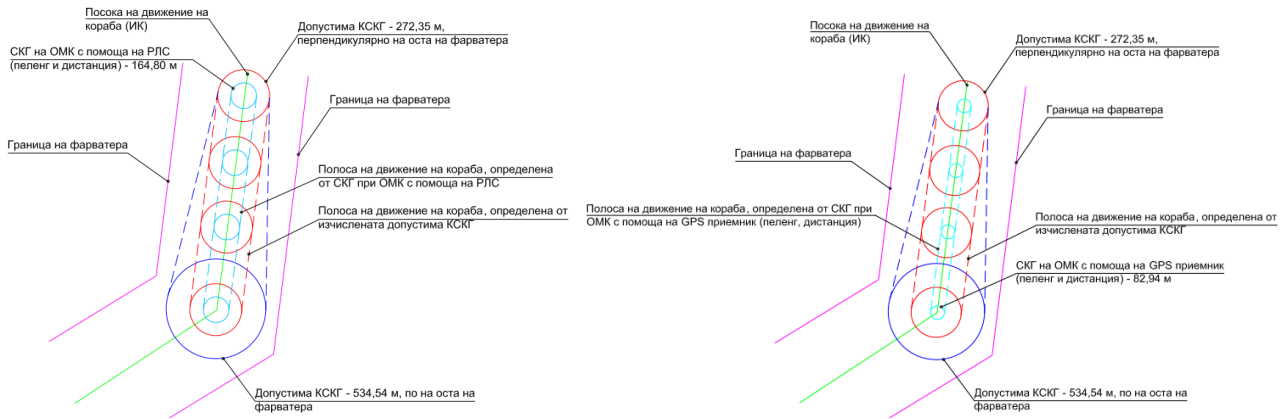 Посока на движение на
кораба (ИК)
Допустима КСКГ - 272,35 м,
перпендикулярно на оста на
фарватера
СКГ на ОМК с помоща на РЛС
(пеленг и дистанция) - 164,80 м
Граница на фарватера
Граница на фарватера
Полоса на движение на кораба, определена
от СКГ при ОМК с помоща на РЛС
Полоса на движение на кораба, определена от
изчислената допустима КСКГ
Допустима КСКГ - 534,54 м, по на оста на
фарватера
Посока на движение на
кораба (ИК)
Допустима КСКГ - 272,35 м,
перпендикулярно на оста на фарватера
Граница на фарватера
Граница на фарватера
Полоса на движение на кораба, определена от СКГ при
ОМК с помоща на GPS приемник (пеленг, дистанция)
Полоса на движение на кораба, определена от
изчислената допустима КСКГ
СКГ на ОМК с помоща на GPS приемник
(пеленг и дистанция) - 82,94 м
Допустима КСКГ - 534,54 м, по на оста на
фарватера